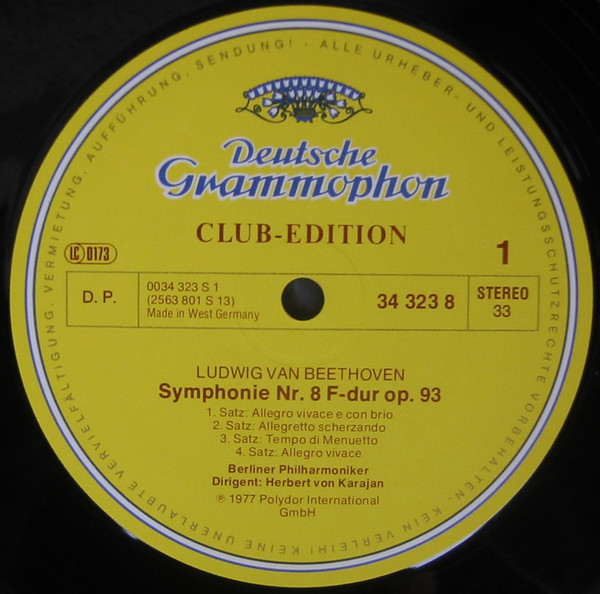 ALLE URHEBER- UND LEISTUNGSSCHUTZRECHTE VORBEHALTEN · KEIN VERLEIH! KEINE UNERLAUBTE VERVIELFÄLTIGUNG, VERMIETUNG, AUFFÜHRUNG, SENDUNG! ·
Deutsche
Grammophon
CLUB-EDITION
LC 0173
1
D. P.
0034 323 S 1
(2563 801 S 13)
Made in West Germany
34 323 8
STEREO
33
LUDWIG VAN BEETHOVEN
Symphonie Nr. 8 F-dur op. 93
1. Satz: Allegro vivace e con brio
2. Satz: Allegretto scherzando
3. Satz: Tempo di Menuetto
4. Satz: Allegro vivace
Berliner Philharmoniker
Dirigent: Herbert von Karajan
℗ 1977 Polydor International
GmbH